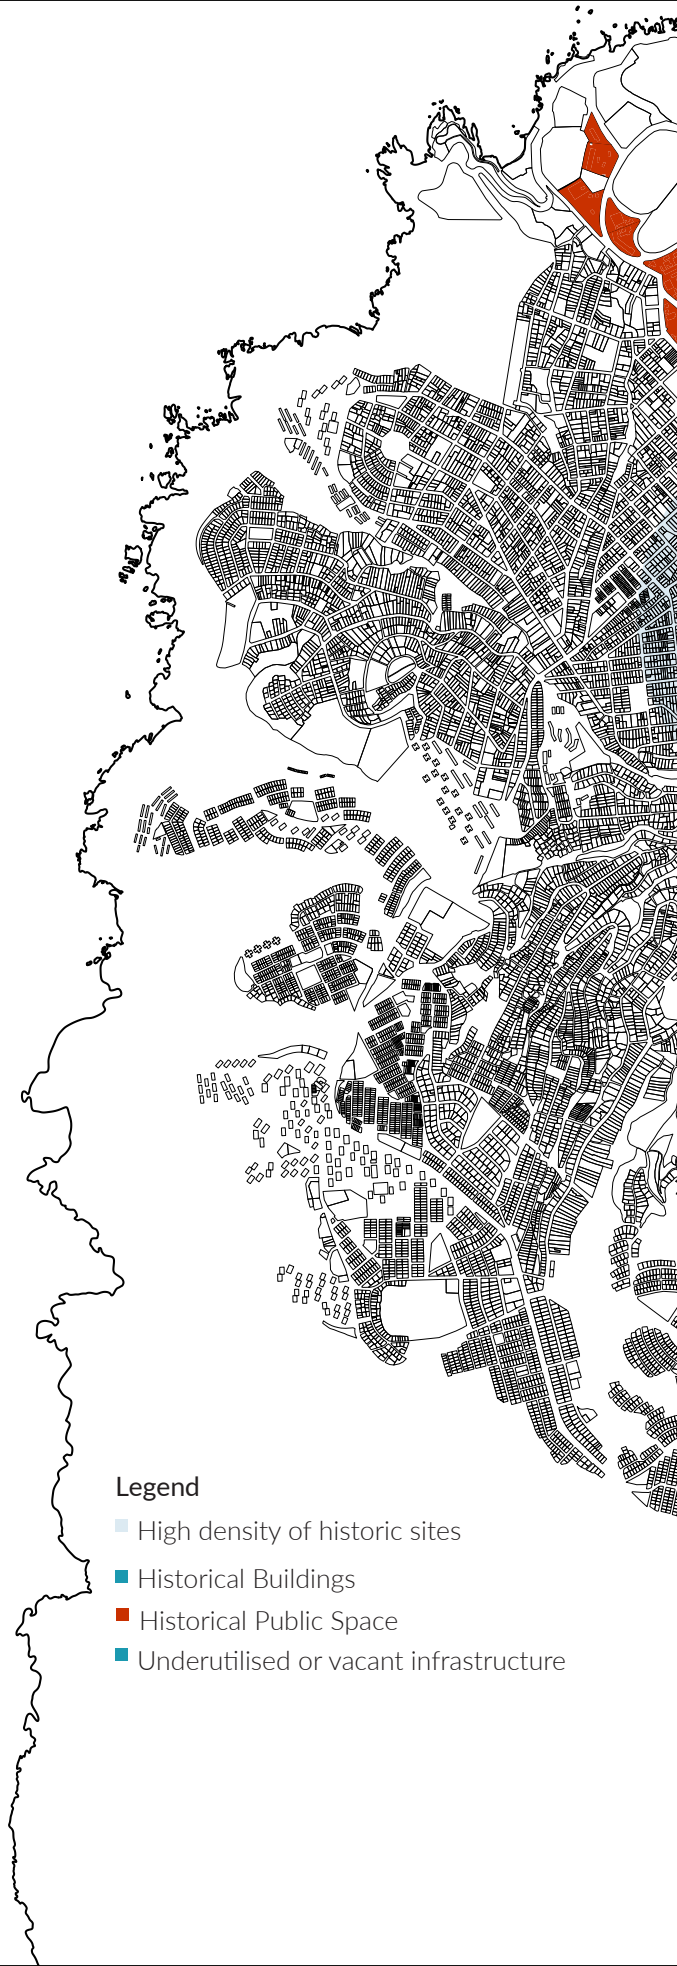 Legend
High density of historic sites
Historical Buildings
Historical Public Space
Underutilised or vacant infrastructure